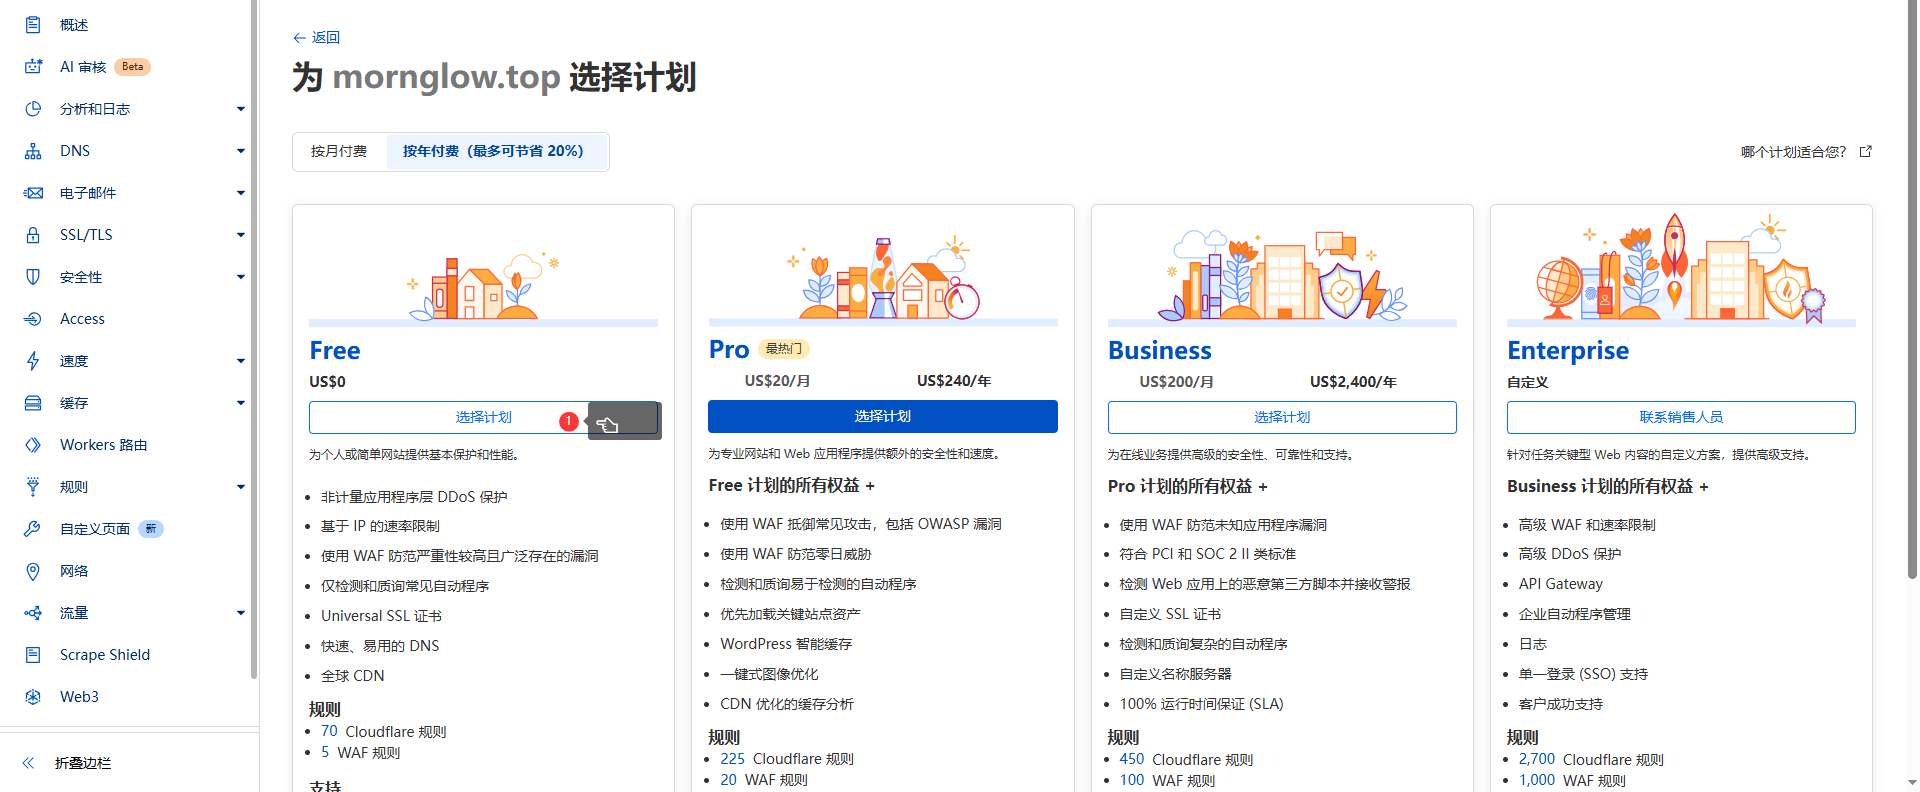 概述
AI 审核 Beta
分析和日志
DNS
电子邮件
SSL/TLS
安全性
Access
速度
缓存
Workers 路由
规则
自定义页面 新
网络
流量
Scrape Shield
Web3
折叠边栏
返回
为 mornglow.top 选择计划
按月付费 按年付费（最多可节省 20%）
哪个计划适合您？
Free
US$0
选择计划
1
为个人或简单网站提供基本保护和性能。
非计量应用程序层 DDoS 保护
基于 IP 的速率限制
使用 WAF 防范严重性较高且广泛存在的漏洞
仅检测和质询常见自动程序
Universal SSL 证书
快速、易用的 DNS
全球 CDN
规则
70 Cloudflare 规则
5 WAF 规则
支持
Pro 最热门
US$20/月 US$240/年
选择计划
为专业网站和 Web 应用程序提供额外的安全性和速度。
Free 计划的所有权益 +
使用 WAF 抵御常见攻击，包括 OWASP 漏洞
使用 WAF 防范零日威胁
检测和质询易于检测的自动程序
优先加载关键站点资产
WordPress 智能缓存
一键式图像优化
CDN 优化的缓存分析
规则
225 Cloudflare 规则
20 WAF 规则
Business
US$200/月 US$2,400/年
选择计划
为在线业务提供高级的安全性、可靠性和支持。
Pro 计划的所有权益 +
使用 WAF 防范未知应用程序漏洞
符合 PCI 和 SOC 2 II 类标准
检测 Web 应用上的恶意第三方脚本并接收警报
自定义 SSL 证书
检测和质询复杂的自动程序
自定义名称服务器
100% 运行时间保证 (SLA)
规则
450 Cloudflare 规则
100 WAF 规则
Enterprise
自定义
联系销售人员
针对任务关键型 Web 内容的自定义方案，提供高级支持。
Business 计划的所有权益 +
高级 WAF 和速率限制
高级 DDoS 保护
API Gateway
企业自动程序管理
日志
单一登录 (SSO) 支持
客户成功支持
规则
2,700 Cloudflare 规则
1,000 WAF 规则